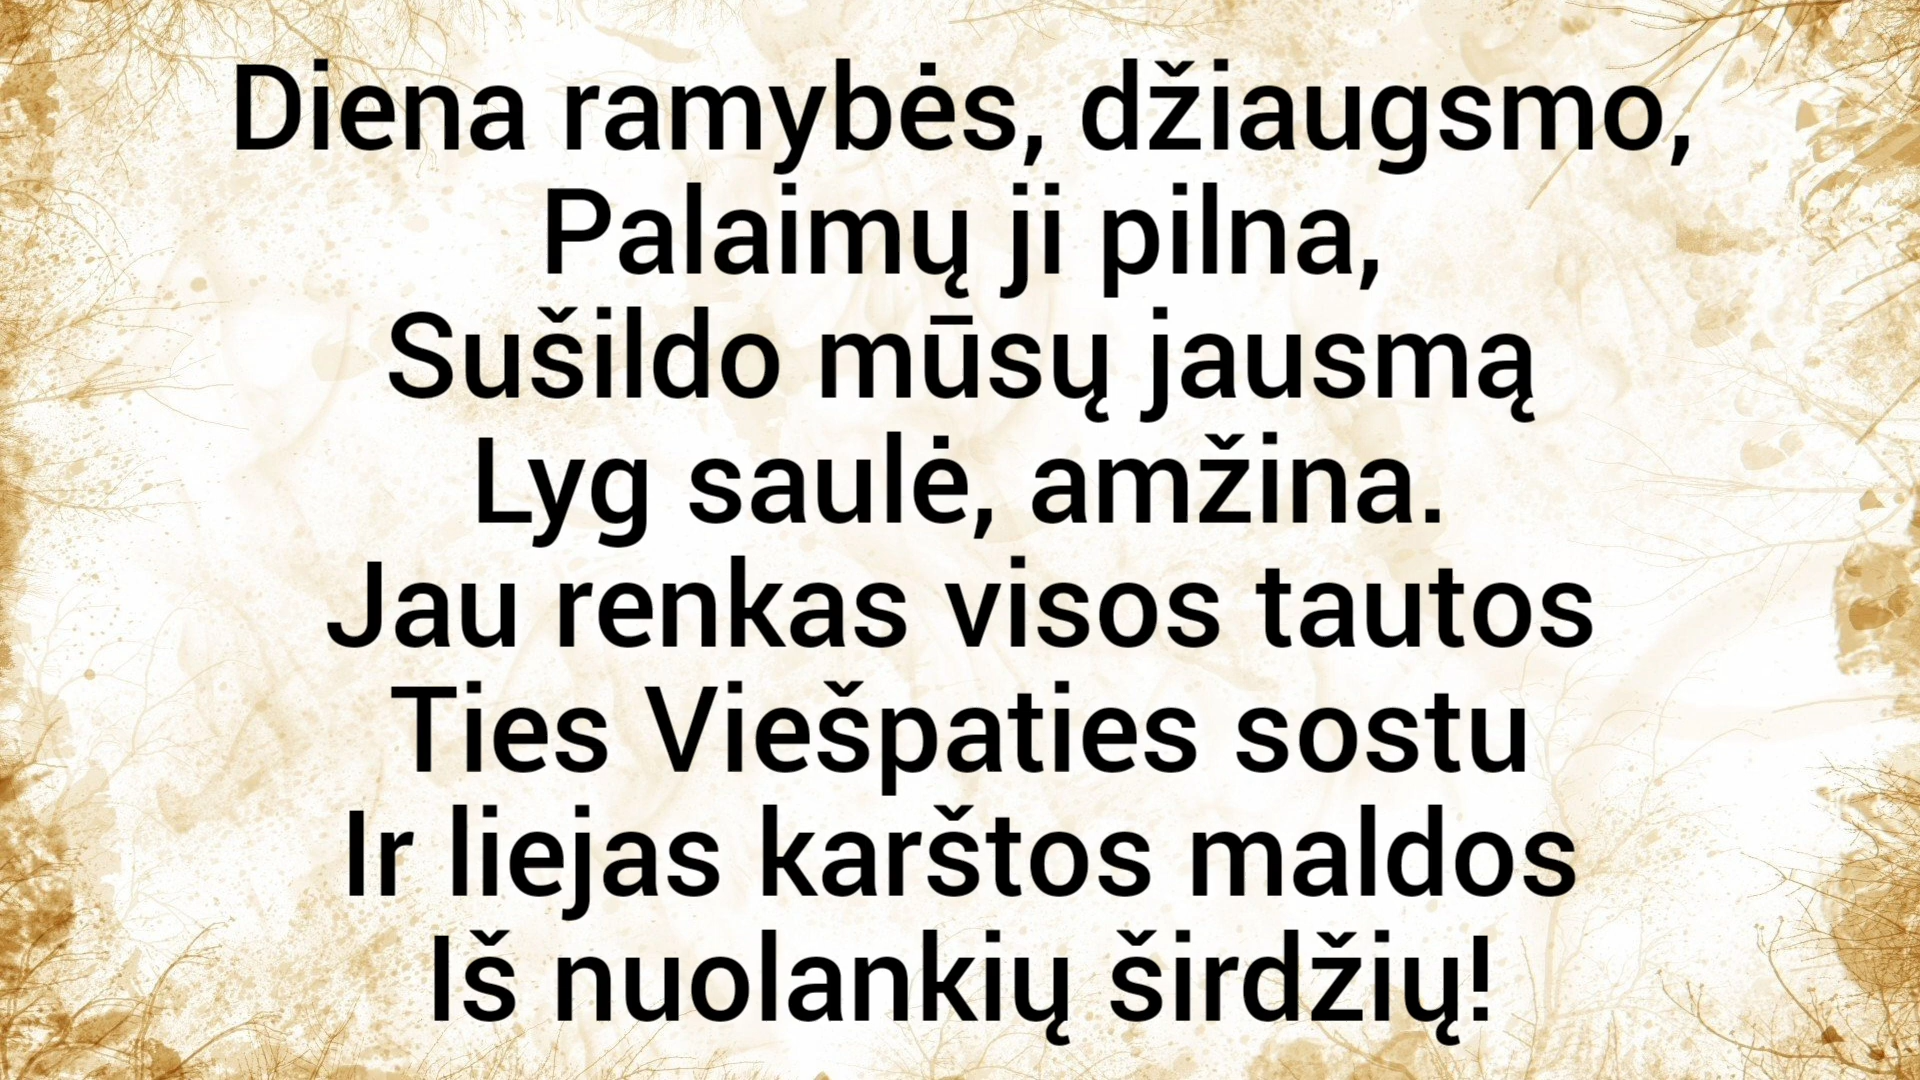 Diena ramybės, džiaugsmo,
Palaimų ji pilna,
Sušildo mūsų jausmą
Lyg saulė, amžina.
Jau renkas visos tautos
Ties Viešpaties sostu
Ir liejas karštos maldos
Iš nuolankių širdžių!